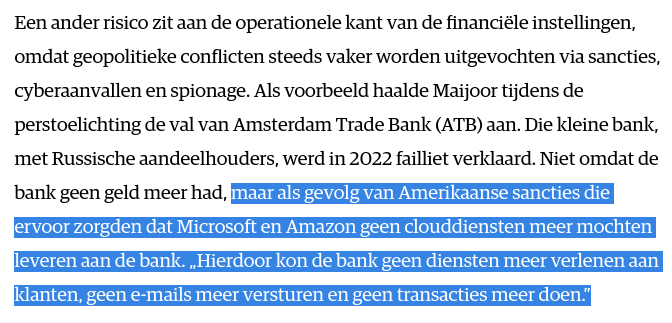 Een ander risico zit aan de operationele kant van de financiële instellingen,
omdat geopolitieke conflicten steeds vaker worden uitgevochten via sancties,
cyberaanvallen en spionage. Als voorbeeld haalde Maijoor tijdens de
perstoelichting de val van Amsterdam Trade Bank (ATB) aan. Die kleine bank,
met Russische aandeelhouders, werd in 2022 failliet verklaard. Niet omdat de
bank geen geld meer had, maar als gevolg van Amerikaanse sancties die
ervoor zorgden dat Microsoft en Amazon geen clouddiensten meer mochten
leveren aan de bank. „Hierdoor kon de bank geen diensten meer verlenen aan
klanten, geen e-mails meer versturen en geen transacties meer doen.”